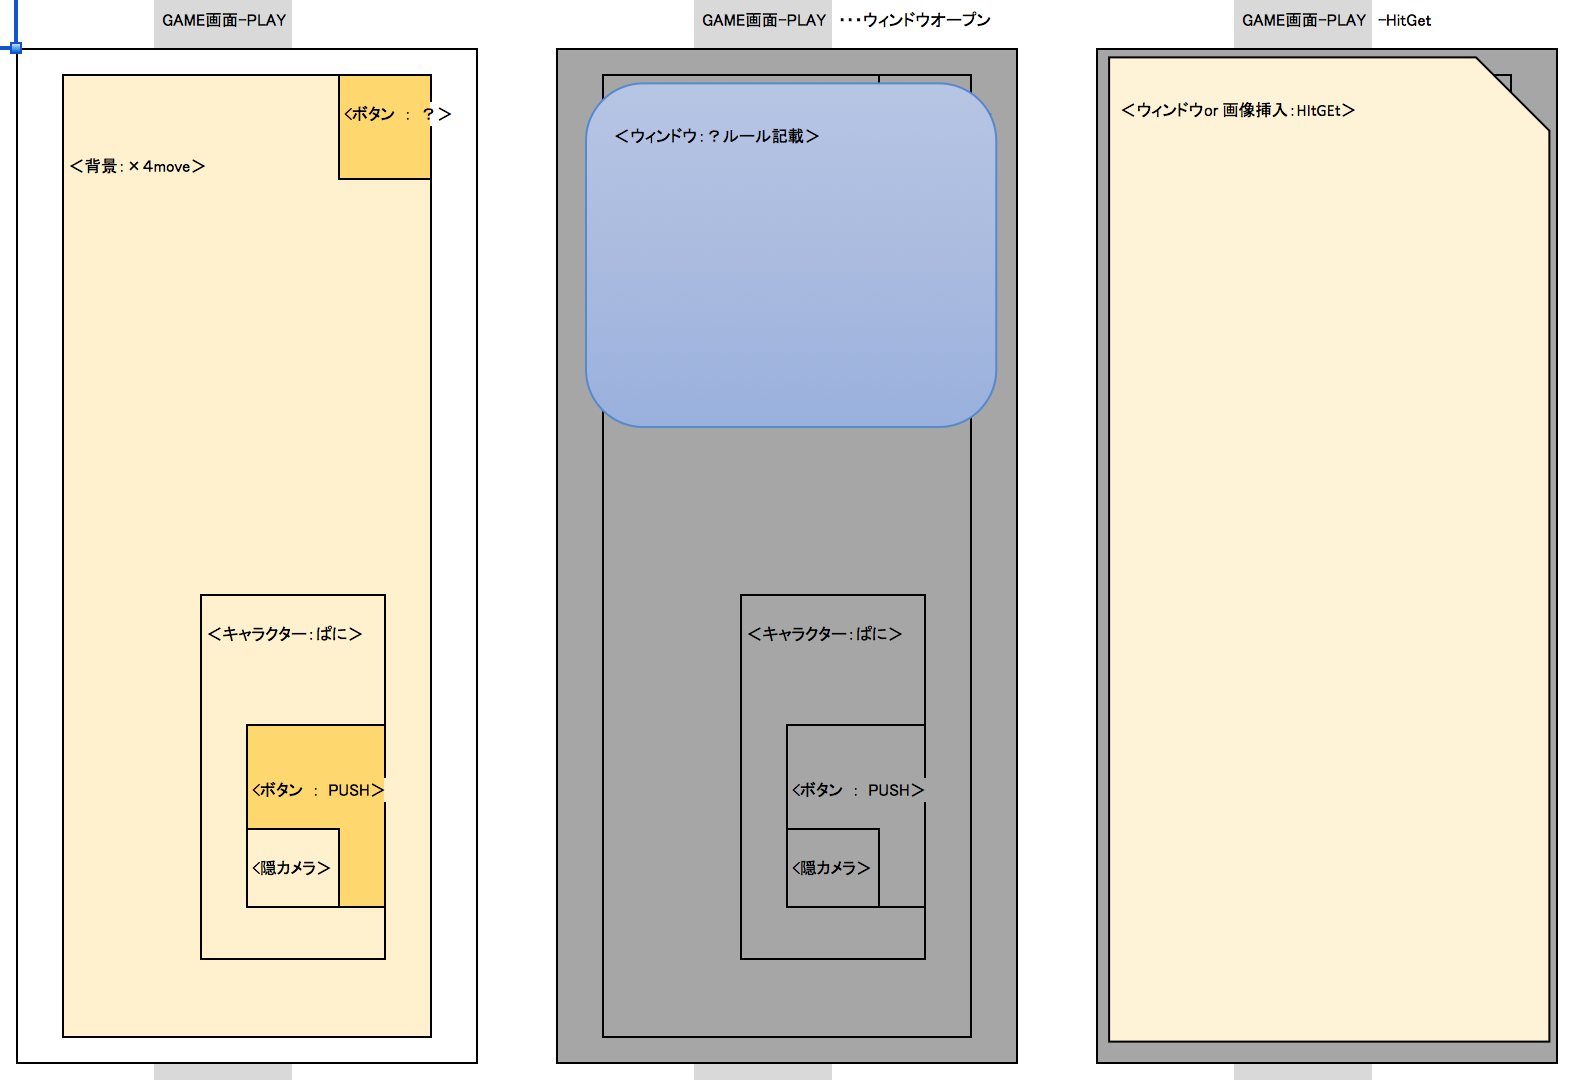 GAME画面-PLAY
<ボタン ： ？＞
＜背景：×４move＞
＜キャラクター：ぱに＞
<ボタン ： PUSH＞
<隠カメラ＞
GAME画面-PLAY ・・・ウィンドウオープン
＜ウィンドウ：？ルール記載＞
＜キャラクター：ぱに＞
<ボタン ： PUSH＞
<隠カメラ＞
GAME画面-PLAY -HitGet
＜ウィンドウor 画像挿入：HItGEt＞